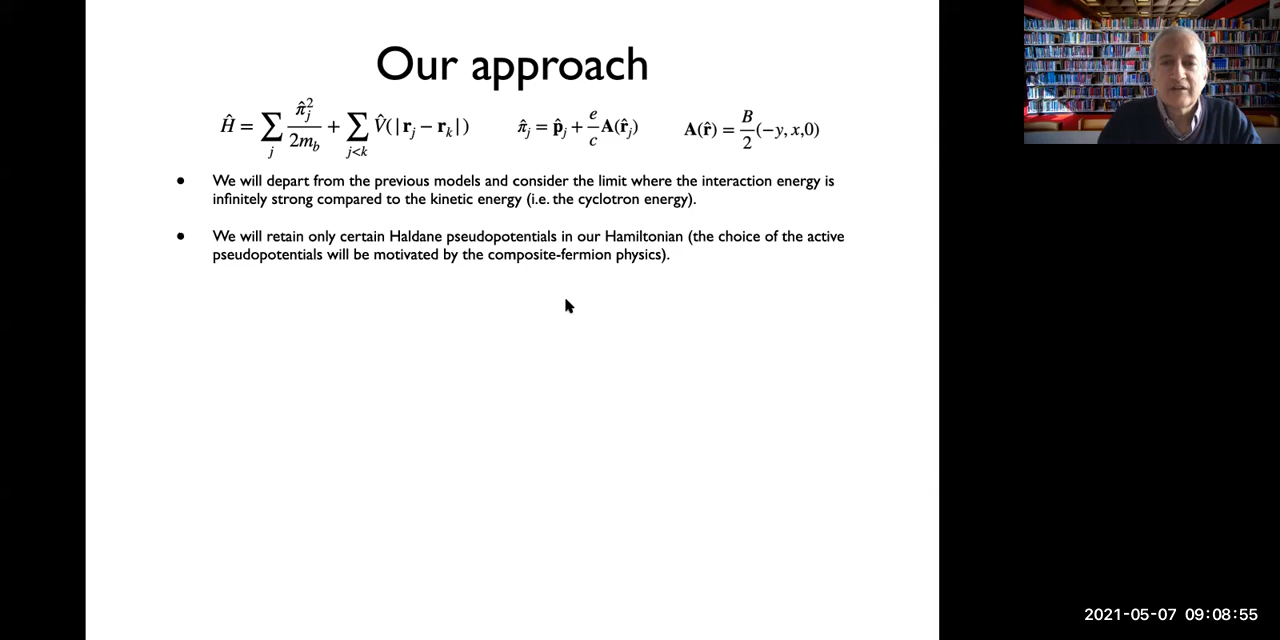 Our approach
Ĥ = ∑_j π̂_j² / 2m_b + ∑_{j<k} V̂(|r_j − r_k|)    π̂_j = p̂_j + e/c A(r̂_j)    A(r̂) = B/2 (−y, x,0)
• We will depart from the previous models and consider the limit where the interaction energy is
infinitely strong compared to the kinetic energy (i.e. the cyclotron energy).
• We will retain only certain Haldane pseudopotentials in our Hamiltonian (the choice of the active
pseudopotentials will be motivated by the composite-fermion physics).
2021-05-07 09:08:55